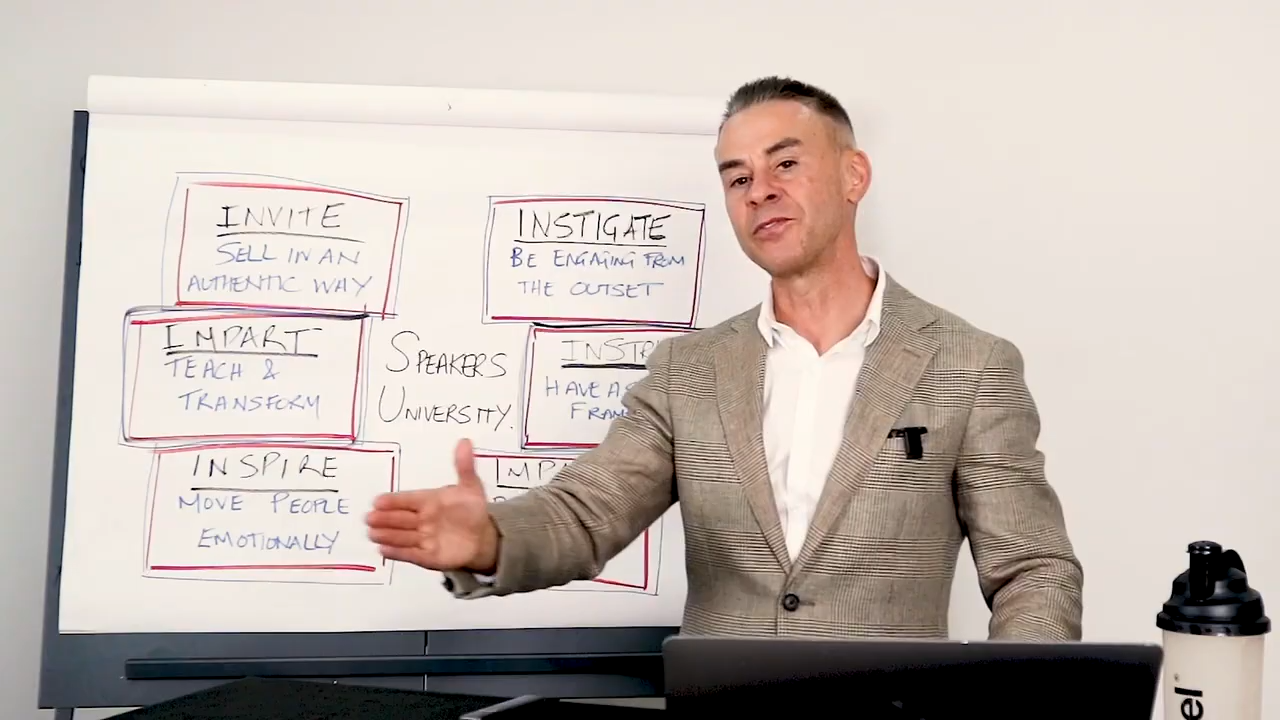 INVITE
SELL IN AN
AUTHENTIC WAY
IMPART
TEACH &
TRANSFORM
INSPIRE
MOVE PEOPLE
EMOTIONALLY
SPEAKERS
UNIVERSITY.
INSTIGATE
BE ENGAGING FROM
THE OUTSET
HAVE A